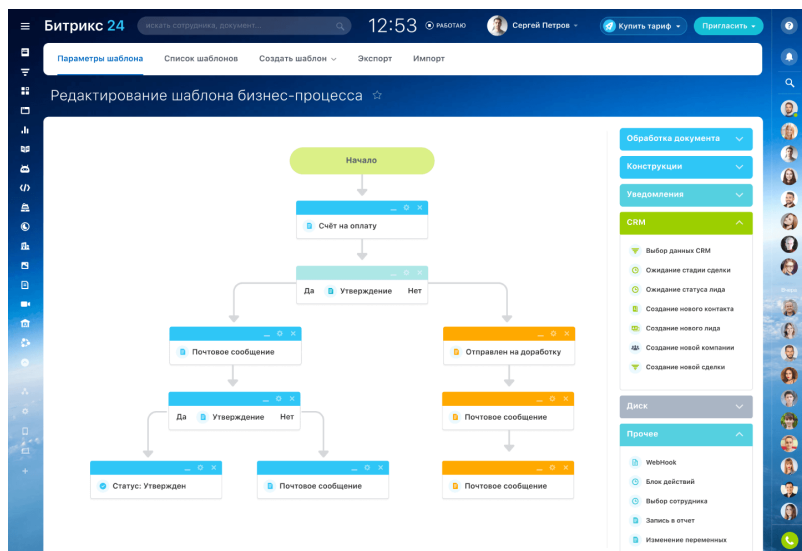 Битрикс 24
искать сотрудника, документ...
12:53
РАБОТАЮ
Сергей Петров
Купить тариф
Пригласить
Параметры шаблона
Список шаблонов
Создать шаблон
Экспорт
Импорт
Редактирование шаблона бизнес-процесса
Начало
Счёт на оплату
Да Утверждение Нет
Почтовое сообщение
Отправлен на доработку
Да Утверждение Нет
Почтовое сообщение
Статус: Утвержден
Почтовое сообщение
Почтовое сообщение
Обработка документа
Конструкции
Уведомления
CRM
Выбор данных CRM
Ожидание стадии сделки
Ожидание статуса лида
Создание нового контакта
Создание нового лида
Создание новой компании
Создание новой сделки
Диск
Прочее
WebHook
Блок действий
Выбор сотрудника
Запись в отчет
Изменение переменных